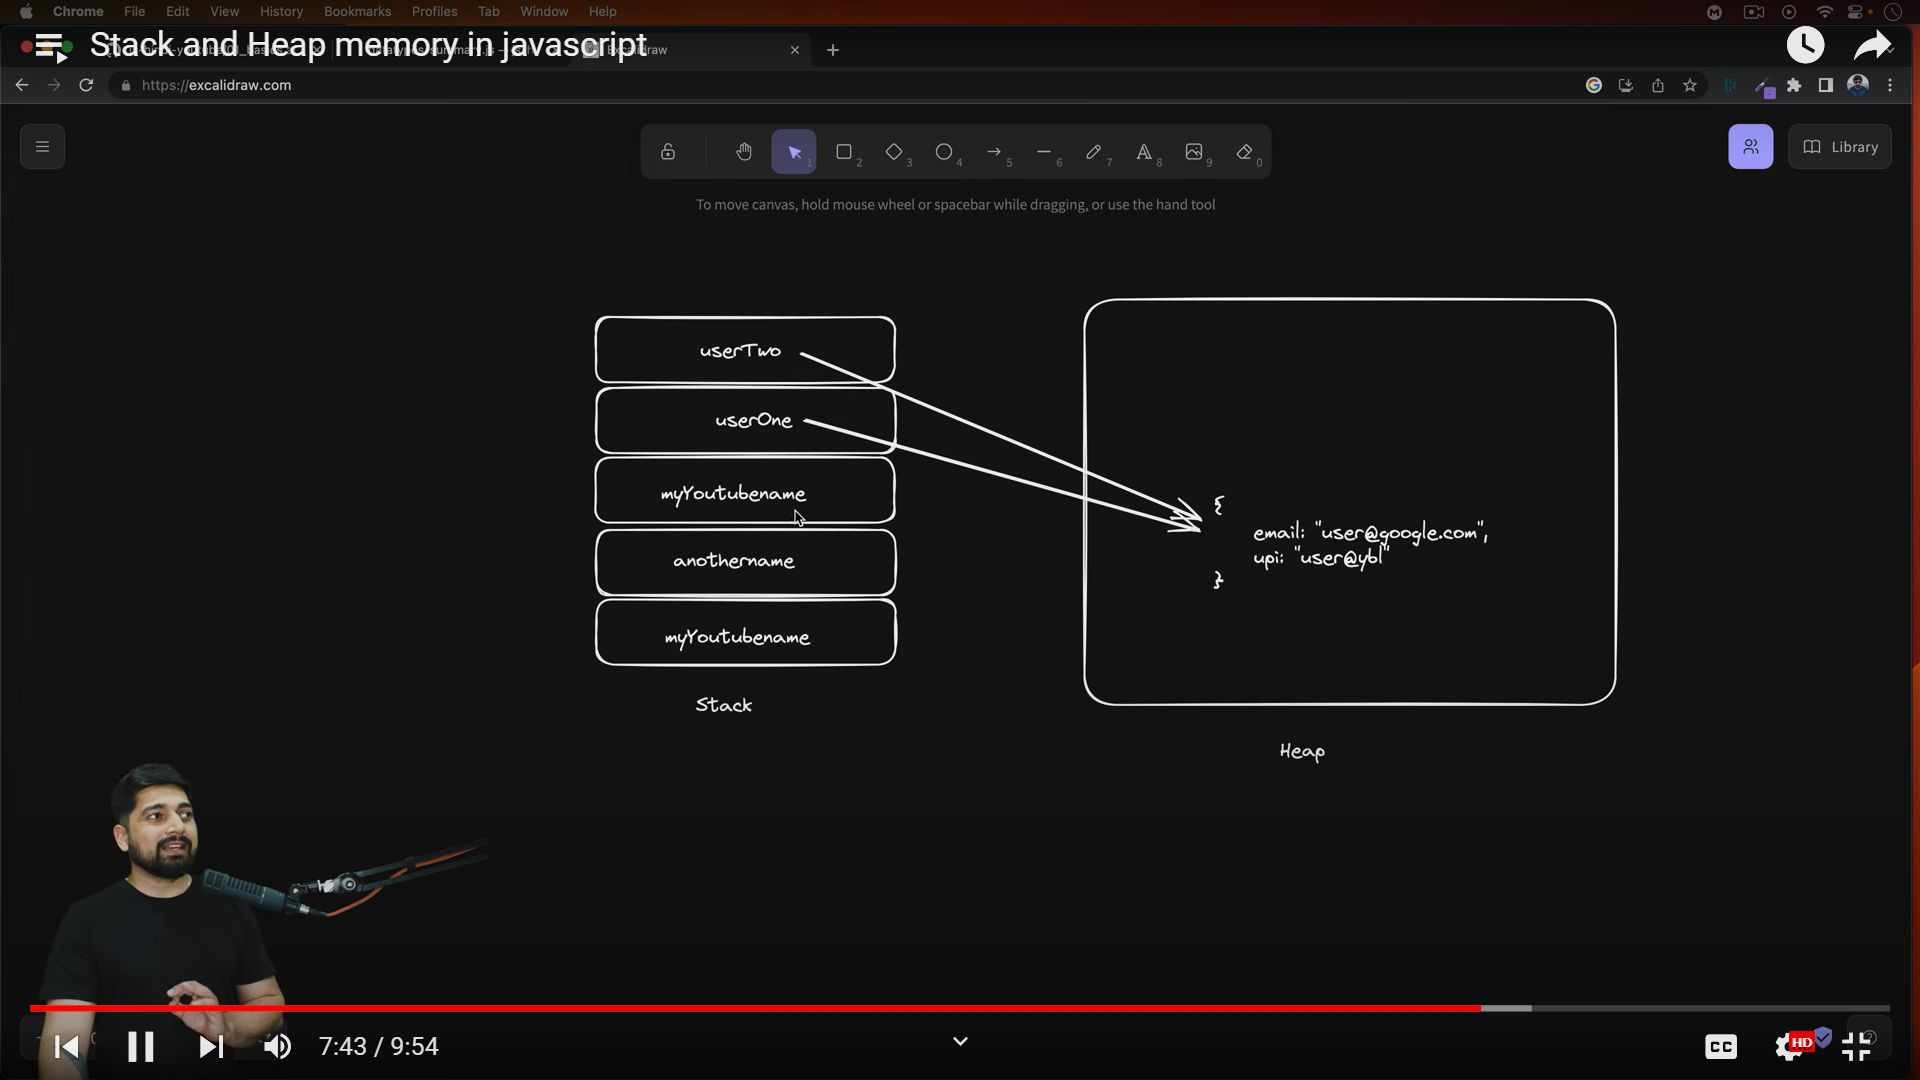 Chrome File Edit View History Bookmarks Profiles Tab Window Help
Stack and Heap memory in javascript
https://excalidraw.com
1 2 3 4 5 6 7 8 9 0
Library
To move canvas, hold mouse wheel or spacebar while dragging, or use the hand tool
userTwo
userOne
myYoutubename
anothername
myYoutubename
Stack
{
email: "user@google.com",
upi: "user@ybl"
}
Heap
7:43 / 9:54
CC
HD